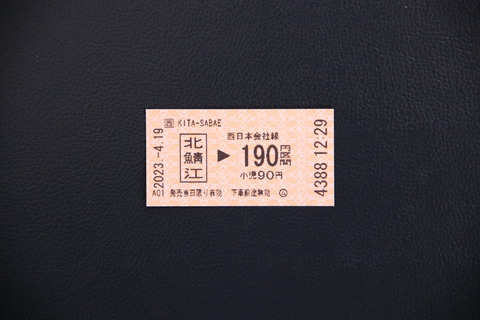 西 KITA-SABAE
西日本会社線
北鯖江 ▶ 190円区間
小児90円
2023.-4.19
A01 発売当日限り有効 下車前途無効
4388 12:29